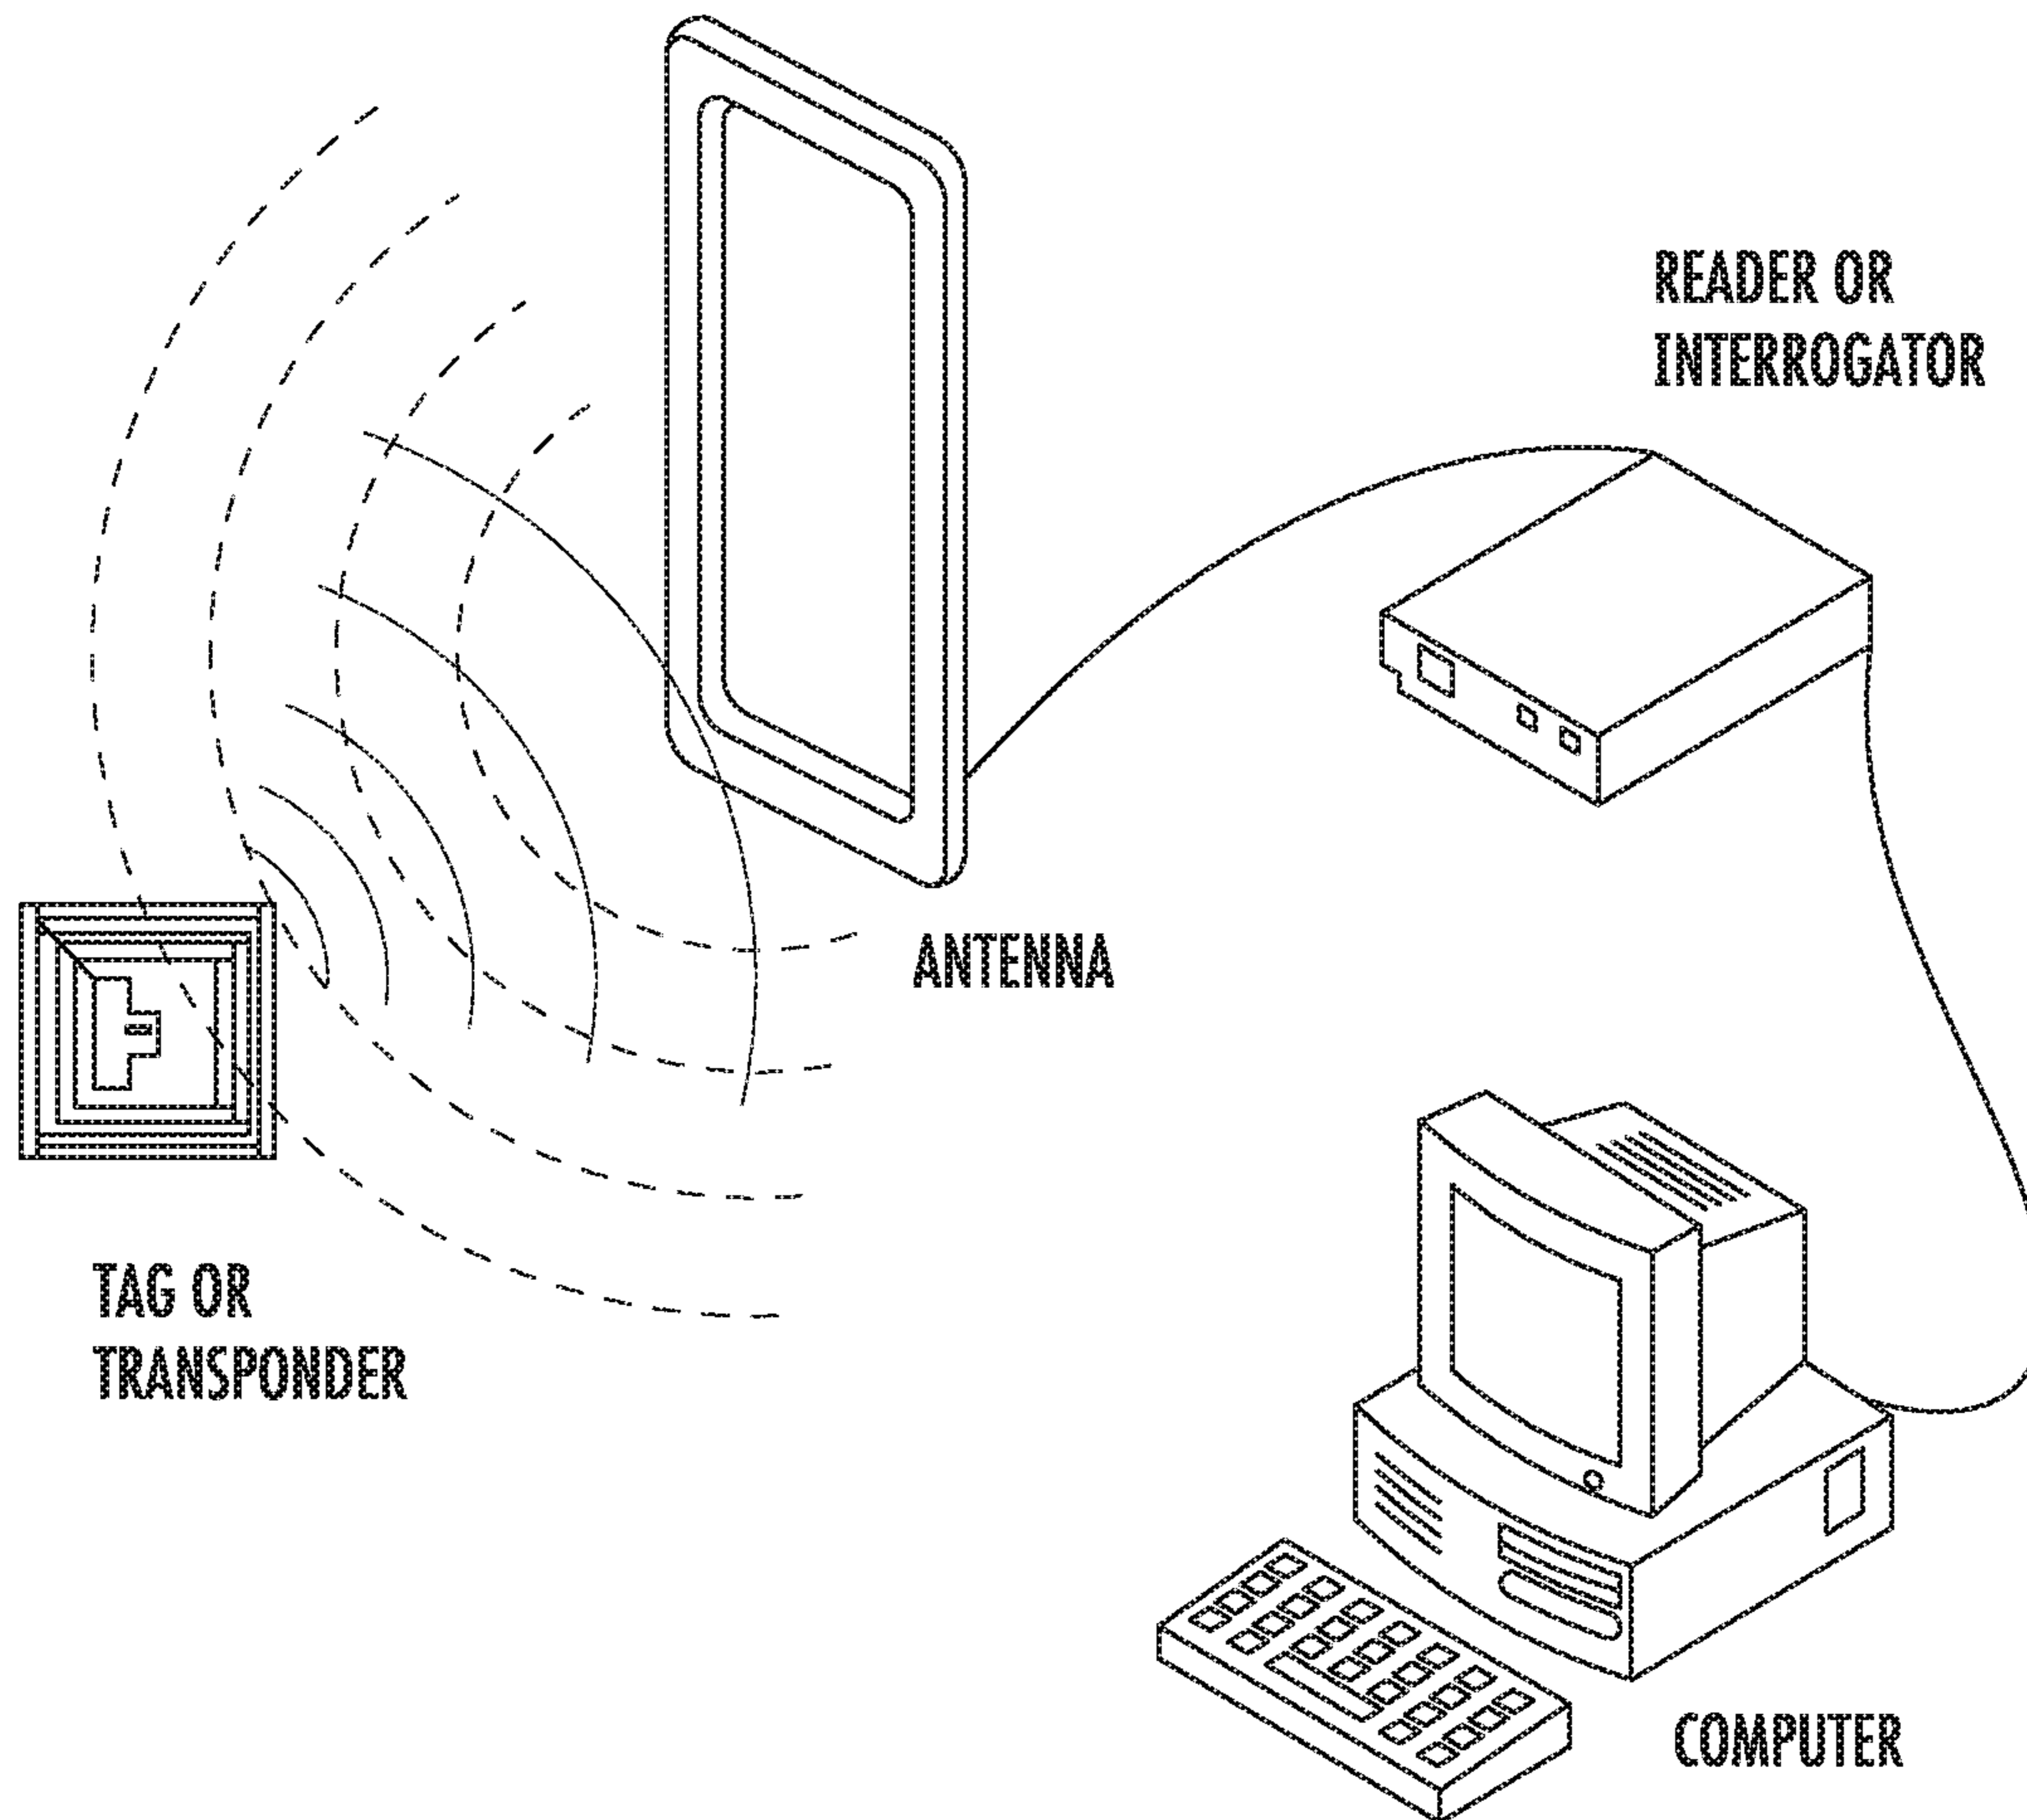 READER OR
INTERROGATOR
ANTENNA
TAG OR
TRANSPONDER
COMPUTER